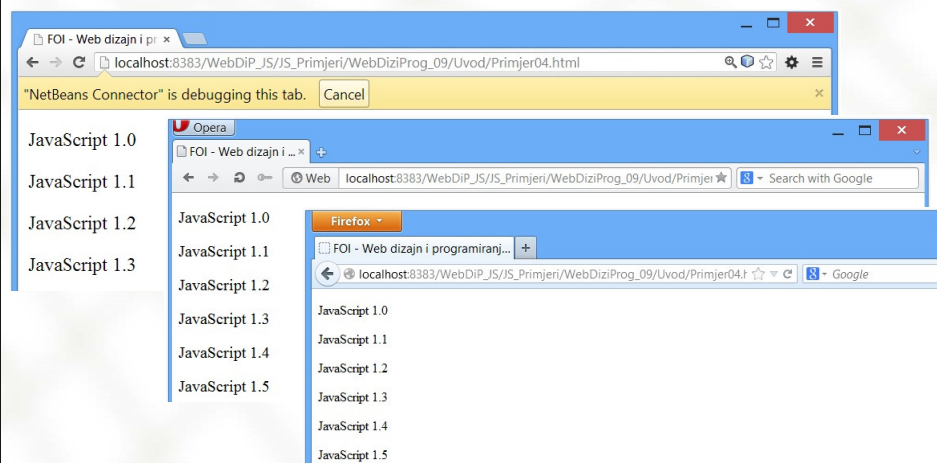 FOI - Web dizajn i pr
localhost:8383/WebDiP_JS/JS_Primjeri/WebDiziProg_09/Uvod/Primjer04.html
"NetBeans Connector" is debugging this tab. Cancel
JavaScript 1.0
JavaScript 1.1
JavaScript 1.2
JavaScript 1.3
Opera
FOI - Web dizajn i ...
Web localhost:8383/WebDiP_JS/JS_Primjeri/WebDiziProg_09/Uvod/Primjer Search with Google
JavaScript 1.0
JavaScript 1.1
JavaScript 1.2
JavaScript 1.3
JavaScript 1.4
JavaScript 1.5
Firefox
FOI - Web dizajn i programiranj...
localhost:8383/WebDiP_JS/JS_Primjeri/WebDiziProg_09/Uvod/Primjer04.h Google
JavaScript 1.0
JavaScript 1.1
JavaScript 1.2
JavaScript 1.3
JavaScript 1.4
JavaScript 1.5